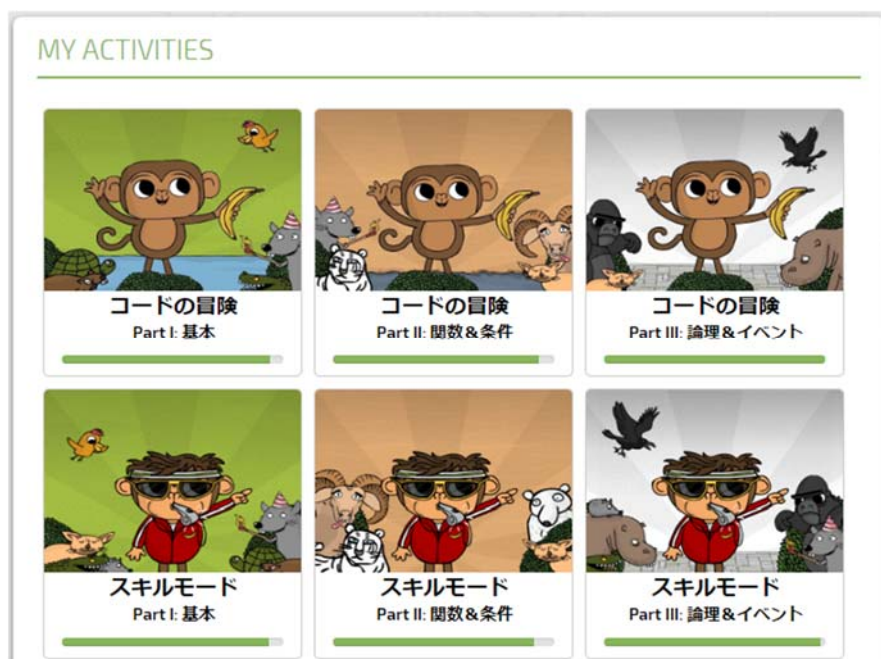 MY ACTIVITIES
コードの冒険
Part I: 基本
コードの冒険
Part II: 関数&条件
コードの冒険
Part III: 論理&イベント
スキルモード
Part I: 基本
スキルモード
Part II: 関数&条件
スキルモード
Part III: 論理&イベント